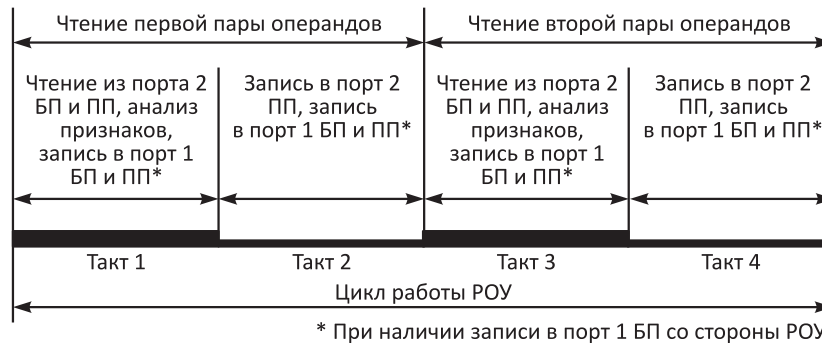 Чтение первой пары операндов
Чтение второй пары операндов
Чтение из порта 2
БП и ПП, анализ
признаков,
запись в порт 1
БП и ПП*
Запись в порт 2
ПП, запись
в порт 1 БП и ПП*
Чтение из порта 2
БП и ПП, анализ
признаков,
запись в порт 1
БП и ПП*
Запись в порт 2
ПП, запись
в порт 1 БП и ПП*
Такт 1
Такт 2
Такт 3
Такт 4
Цикл работы РОУ
* При наличии записи в порт 1 БП со стороны РОУ